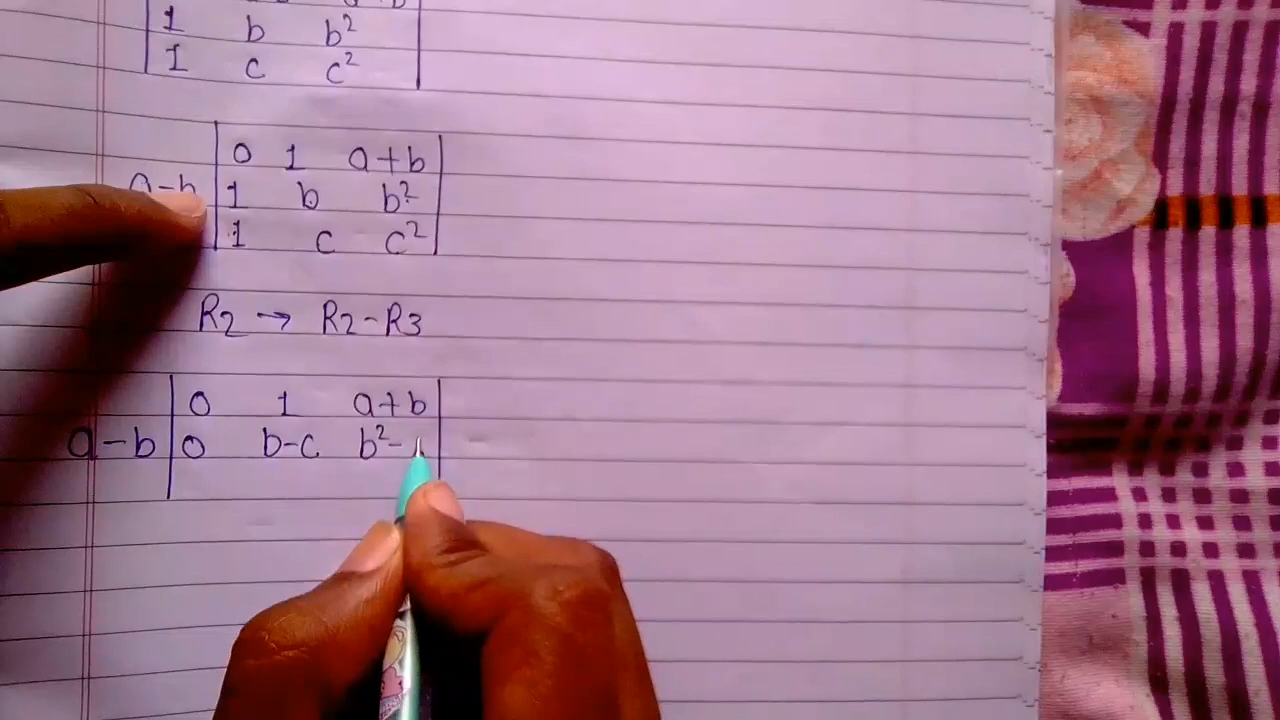 1 b b²
1 c c²
0 1 a+b
a-b 1 b b²
1 c c²
R2 → R2-R3
0 1 a+b
a-b 0 b-c b²-